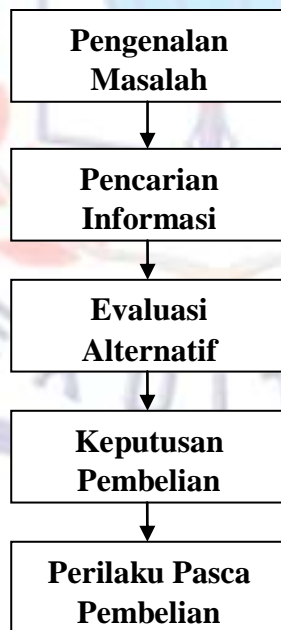 Pengenalan
Masalah
Pencarian
Informasi
Evaluasi
Alternatif
Keputusan
Pembelian
Perilaku Pasca
Pembelian